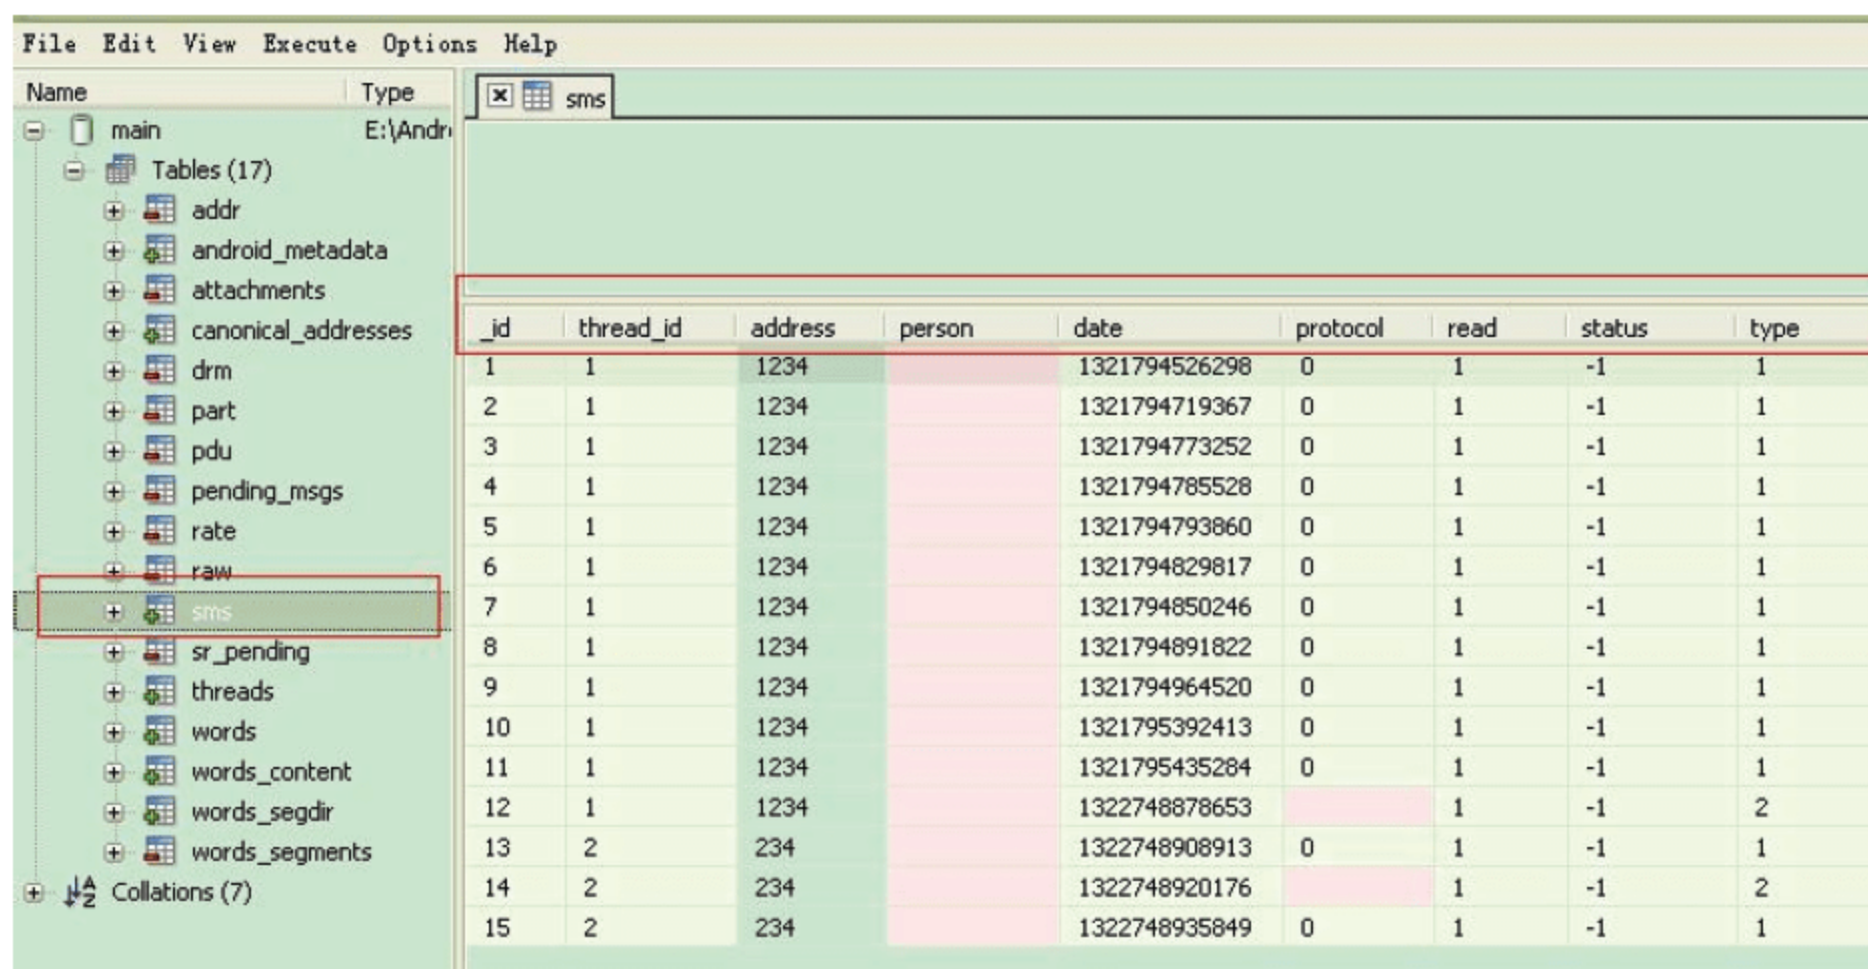 File Edit View Execute Options Help
Name Type
main E:\Andr
Tables (17)
addr
android_metadata
attachments
canonical_addresses
drm
part
pdu
pending_msgs
rate
raw
sms
sr_pending
threads
words
words_content
words_segdir
words_segments
Collations (7)
sms
_id thread_id address person date protocol read status type
1 1 1234 1321794526298 0 1 -1 1
2 1 1234 1321794719367 0 1 -1 1
3 1 1234 1321794773252 0 1 -1 1
4 1 1234 1321794785528 0 1 -1 1
5 1 1234 1321794793860 0 1 -1 1
6 1 1234 1321794829817 0 1 -1 1
7 1 1234 1321794850246 0 1 -1 1
8 1 1234 1321794891822 0 1 -1 1
9 1 1234 1321794964520 0 1 -1 1
10 1 1234 1321795392413 0 1 -1 1
11 1 1234 1321795435284 0 1 -1 1
12 1 1234 1322748878653 1 -1 2
13 2 234 1322748908913 0 1 -1 1
14 2 234 1322748920176 1 -1 2
15 2 234 1322748935849 0 1 -1 1